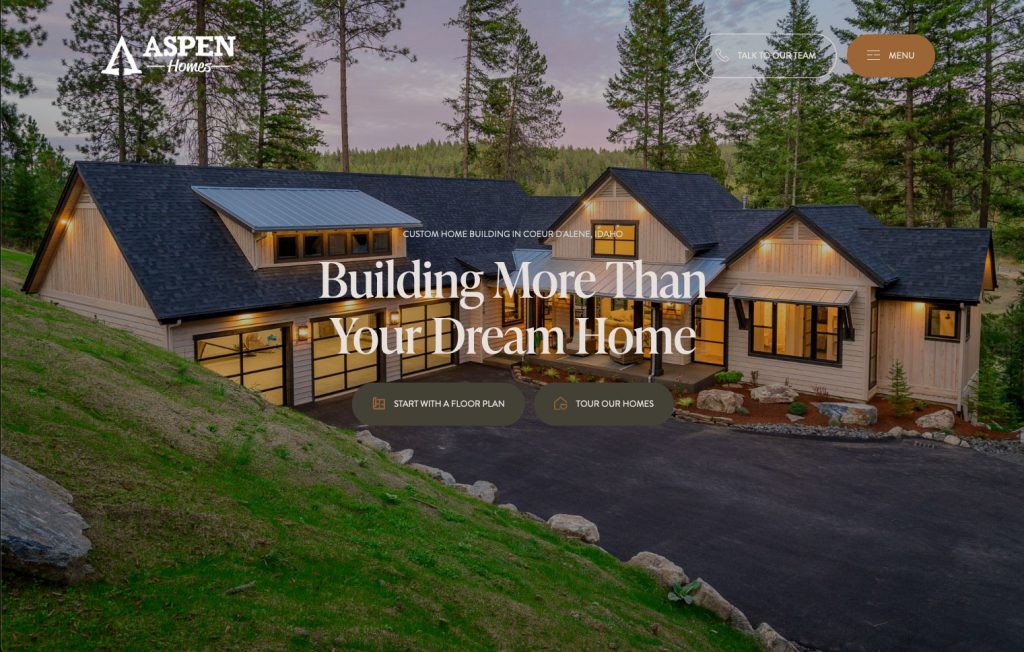 ASPEN
Homes
TALK TO OUR TEAM
MENU
CUSTOM HOME BUILDING IN COEUR D'ALENE, IDAHO
Building More Than
Your Dream Home
START WITH A FLOOR PLAN
TOUR OUR HOMES